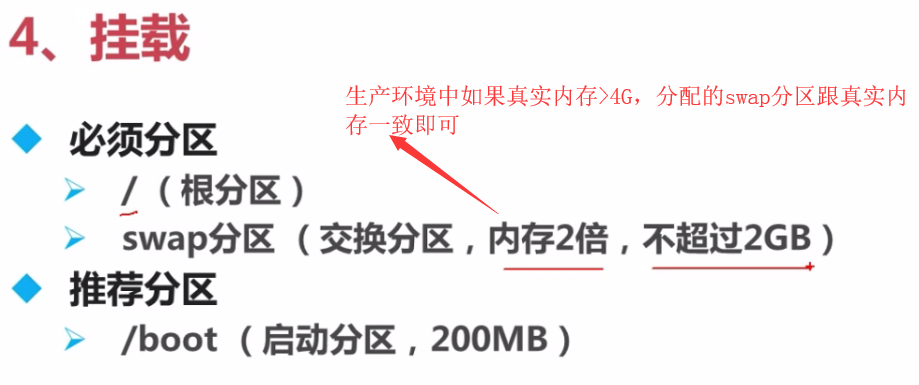 4、挂载
生产环境中如果真实内存>4G，分配的swap分区跟真实内
存一致即可
必须分区
/（根分区）
swap分区（交换分区，内存2倍，不超过2GB）
推荐分区
/boot（启动分区，200MB）